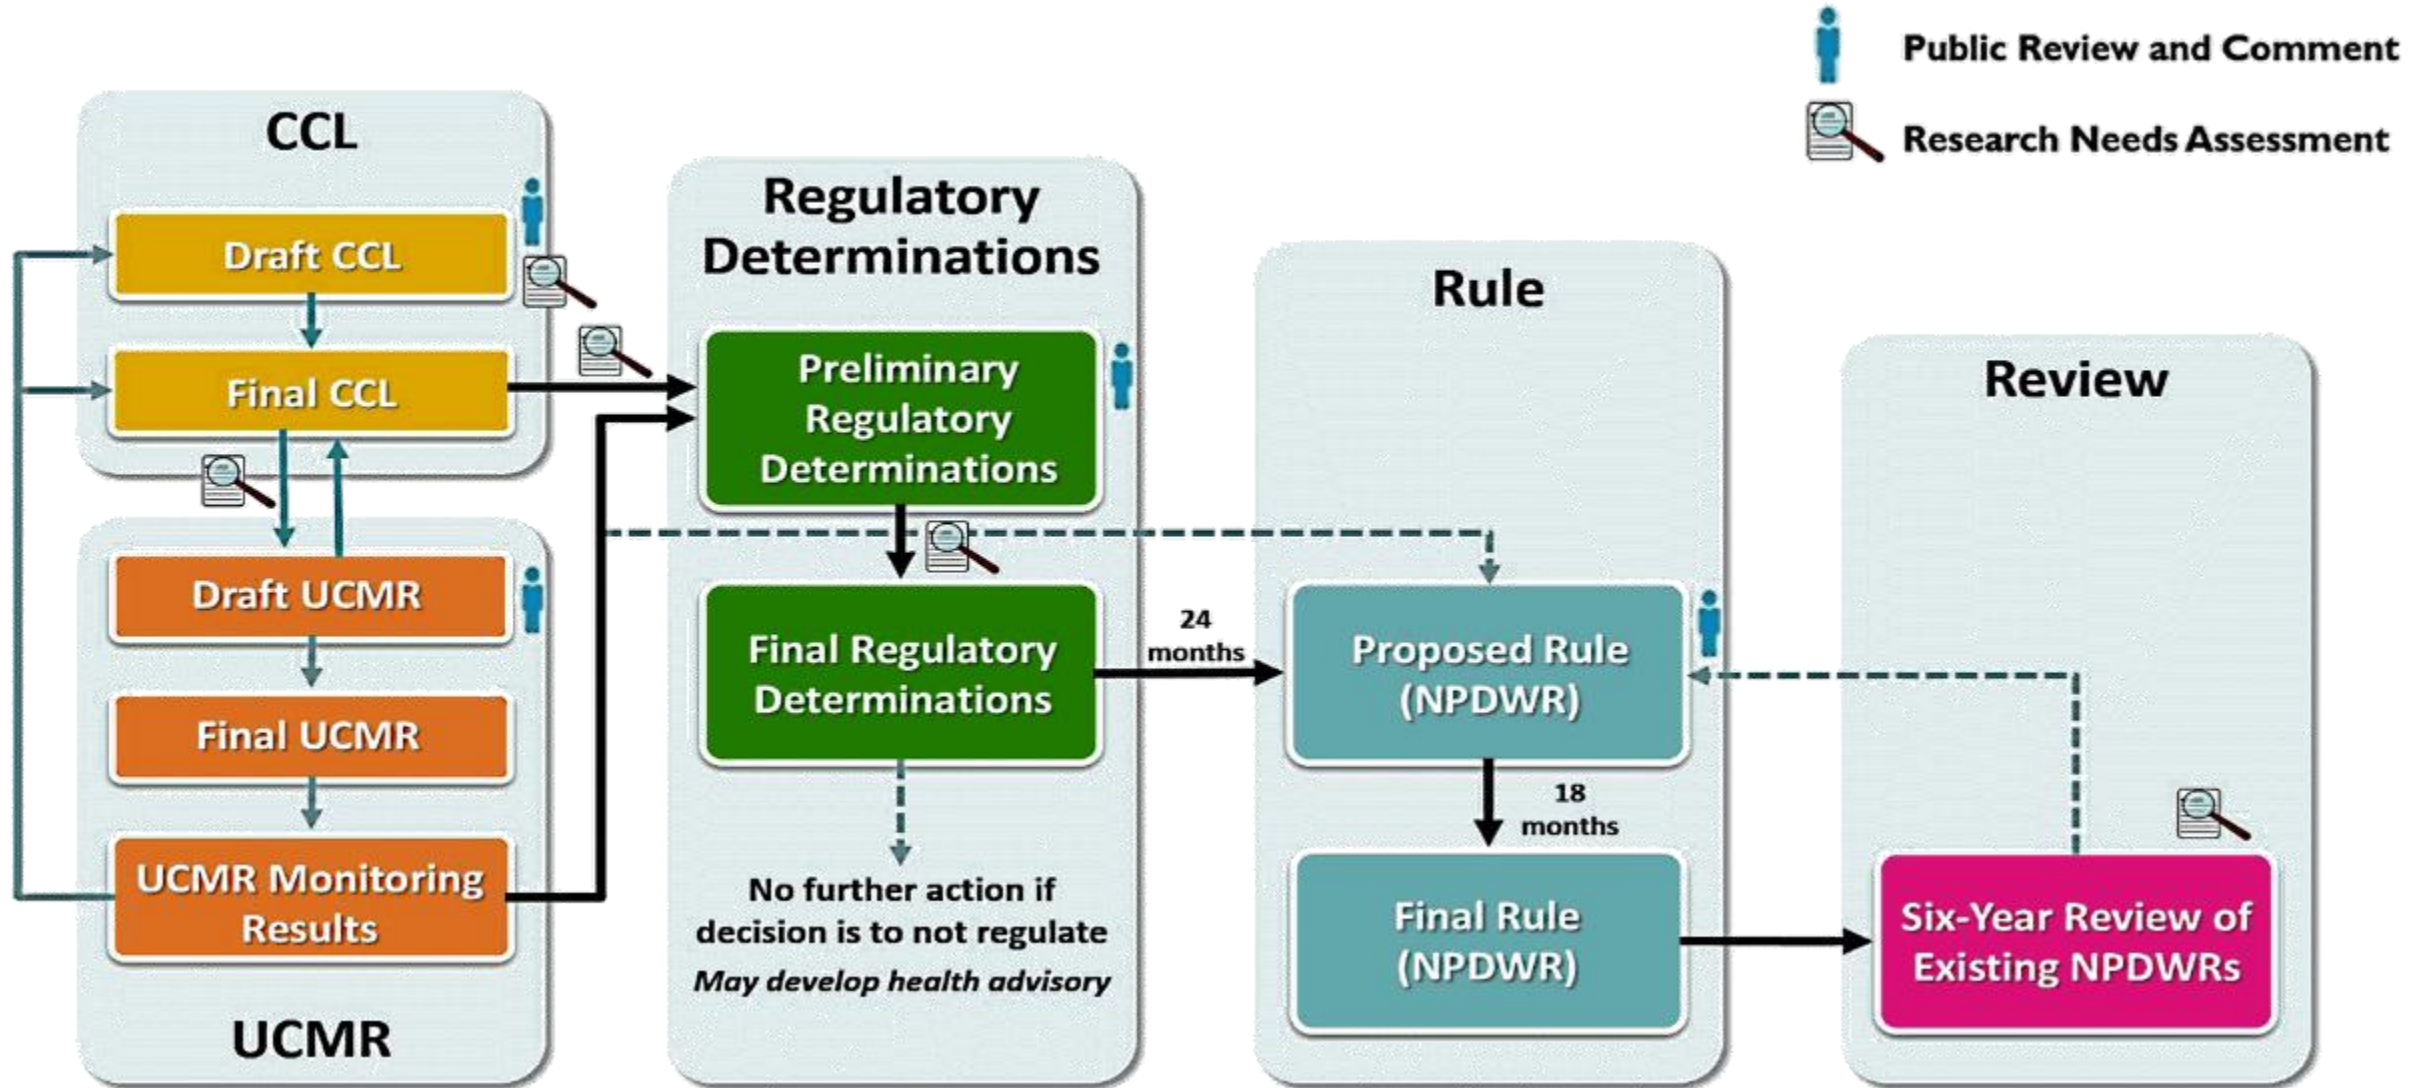 Public Review and Comment
Research Needs Assessment
CCL
Draft CCL
Final CCL
Draft UCMR
Final UCMR
UCMR Monitoring
Results
UCMR
Regulatory
Determinations
Preliminary
Regulatory
Determinations
Final Regulatory
Determinations
No further action if
decision is to not regulate
May develop health advisory
24
months
Rule
Proposed Rule
(NPDWR)
18
months
Final Rule
(NPDWR)
Review
Six-Year Review of
Existing NPDWRs